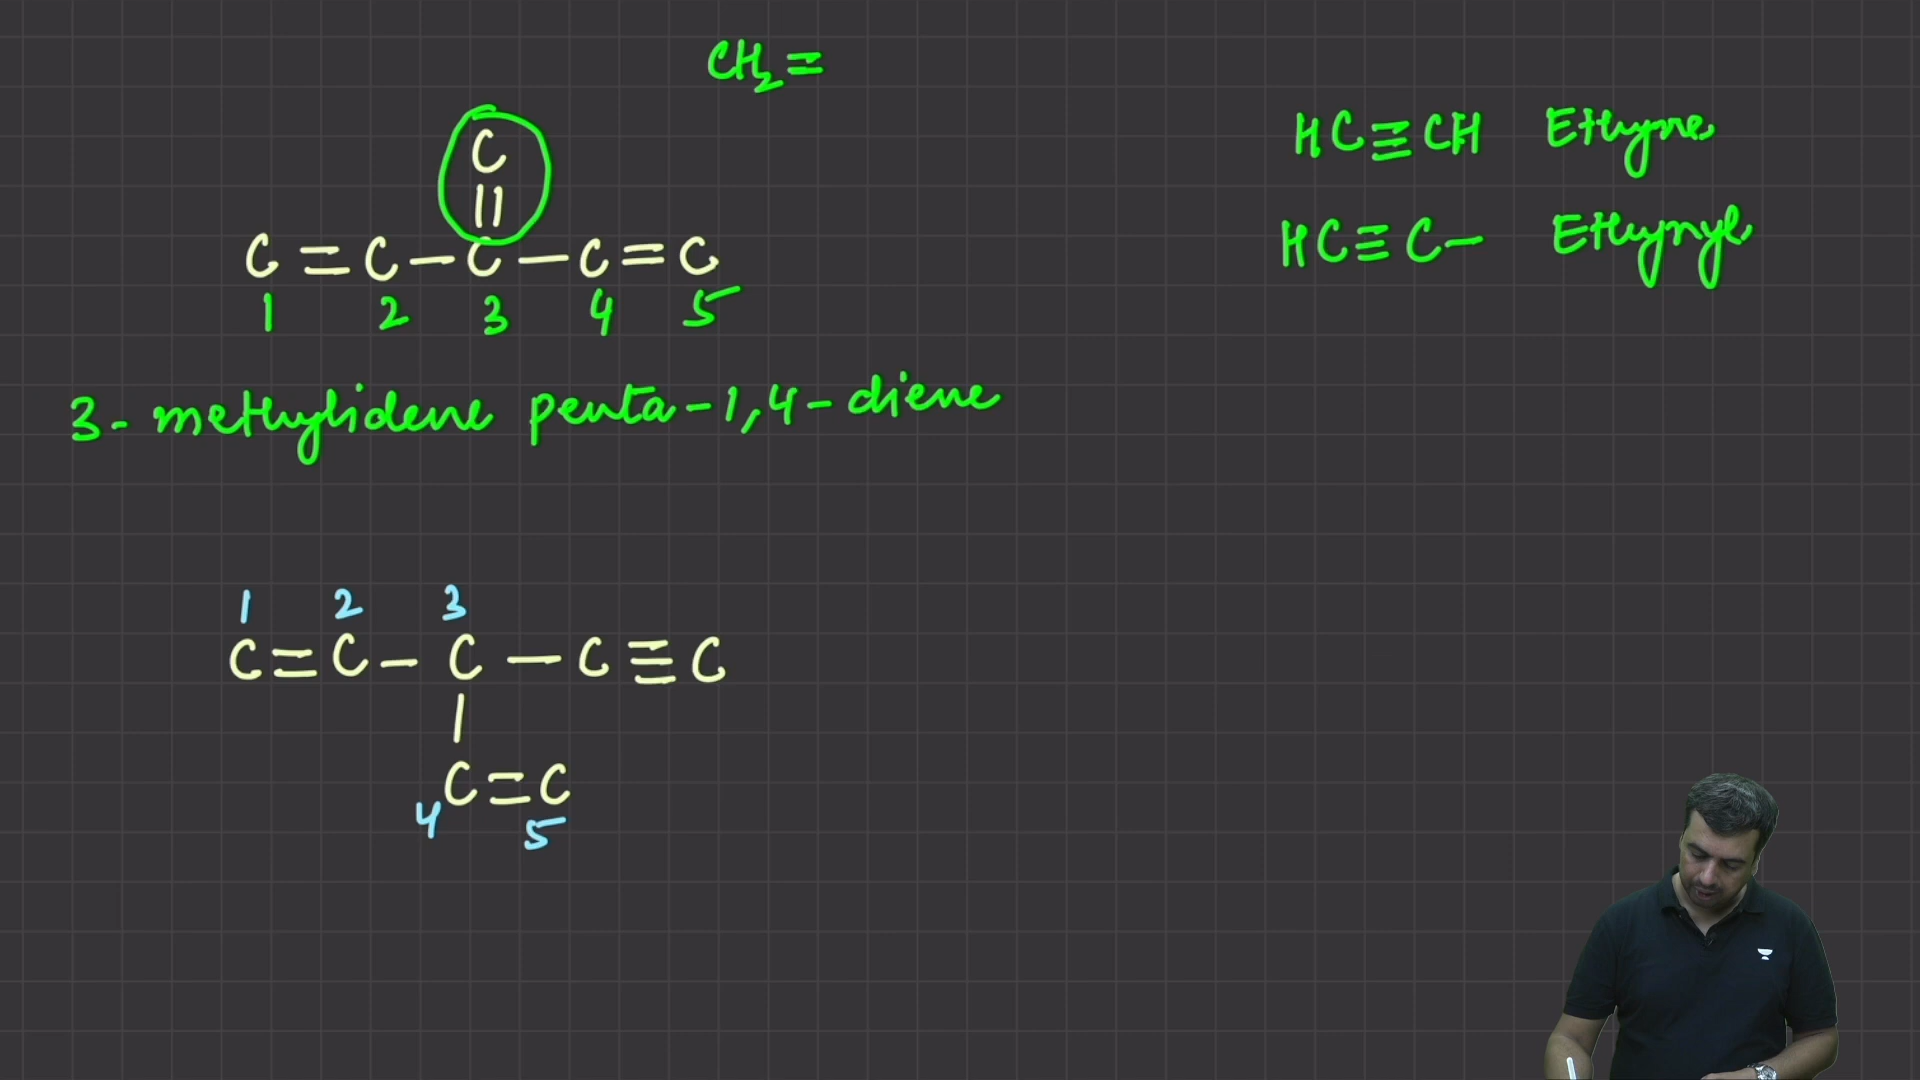 CH₂=
C
||
C=C-C-C=C
1 2 3 4 5
3-methylidene penta-1,4-diene
HC≡CH Ethyne
HC≡C- Ethynyl
1 2 3
C=C-C-C≡C
|
C=C
4 5